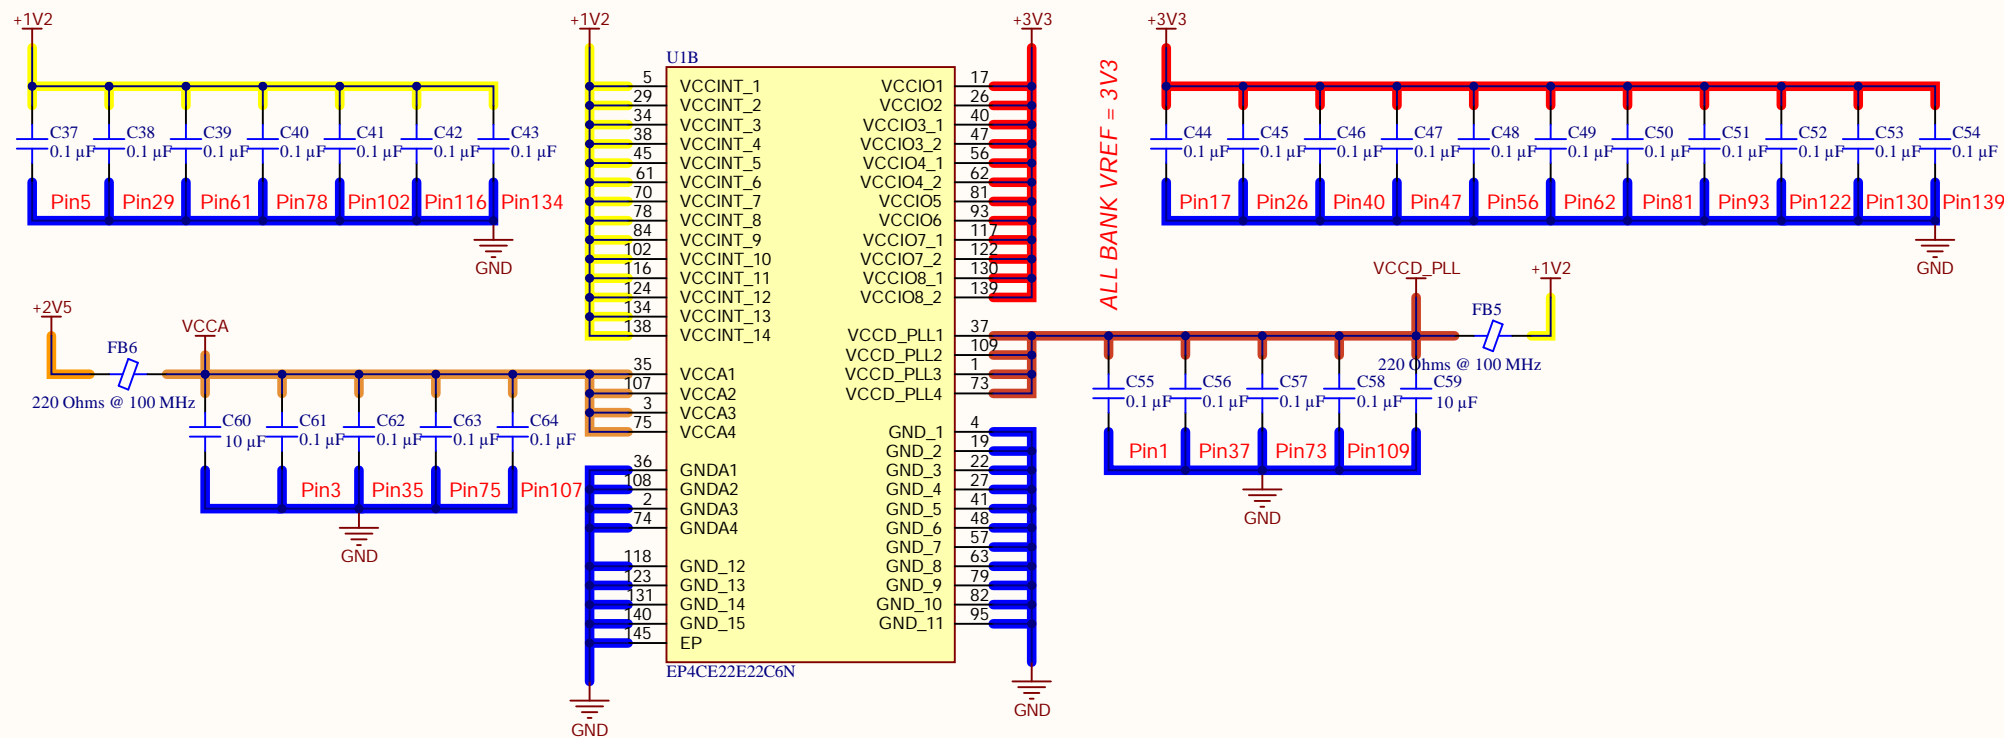 +1V2
+1V2
+3V3
+3V3
U1B
5 VCCINT_1
29 VCCINT_2
34 VCCINT_3
38 VCCINT_4
45 VCCINT_5
61 VCCINT_6
70 VCCINT_7
78 VCCINT_8
84 VCCINT_9
102 VCCINT_10
116 VCCINT_11
124 VCCINT_12
134 VCCINT_13
138 VCCINT_14
35 VCCA1
107 VCCA2
3 VCCA3
75 VCCA4
36 GNDA1
108 GNDA2
2 GNDA3
74 GNDA4
118 GND_12
123 GND_13
131 GND_14
40 GND_15
45 EP
VCCIO1 17
VCCIO2 26
VCCIO3_1 40
VCCIO3_2 47
VCCIO4_1 56
VCCIO4_2 62
VCCIO5 81
VCCIO6 93
VCCIO7_1 117
VCCIO7_2 122
VCCIO8_1 130
VCCIO8_2 139
VCCD_PLL1 37
VCCD_PLL2 109
VCCD_PLL3 1
VCCD_PLL4 73
GND_1 4
GND_2 19
GND_3 22
GND_4 27
GND_5 41
GND_6 48
GND_7 57
GND_8 63
GND_9 79
GND_10 82
GND_11 95
EP4CE22E22C6N
GND
GND
ALL BANK VREF = 3V3
C37 C38 C39 C40 C41 C42 C43
0.1 µF 0.1 µF 0.1 µF 0.1 µF 0.1 µF 0.1 µF 0.1 µF
Pin5 Pin29 Pin61 Pin78 Pin102 Pin116 Pin134
GND
C44 C45 C46 C47 C48 C49 C50 C51 C52 C53 C54
0.1 µF 0.1 µF 0.1 µF 0.1 µF 0.1 µF 0.1 µF 0.1 µF 0.1 µF 0.1 µF 0.1 µF 0.1 µF
Pin17 Pin26 Pin40 Pin47 Pin56 Pin62 Pin81 Pin93 Pin122 Pin130 Pin139
GND
+2V5
VCCA
FB6
220 Ohms @ 100 MHz
C60 C61 C62 C63 C64
10 µF 0.1 µF 0.1 µF 0.1 µF 0.1 µF
Pin3 Pin35 Pin75 Pin107
GND
VCCD_PLL
+1V2
FB5
220 Ohms @ 100 MHz
C55 C56 C57 C58 C59
0.1 µF 0.1 µF 0.1 µF 0.1 µF 10 µF
Pin1 Pin37 Pin73 Pin109
GND